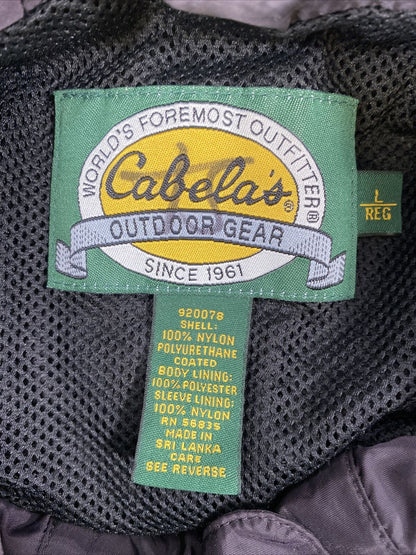 WORLD'S FOREMOST OUTFITTER®
Cabela's®
OUTDOOR GEAR
SINCE 1961
L
REG
920078
SHELL:
100% NYLON
POLYURETHANE
COATED
BODY LINING:
100% POLYESTER
SLEEVE LINING:
100% NYLON
RN 56835
MADE IN
SRI LANKA
CARE
SEE REVERSE